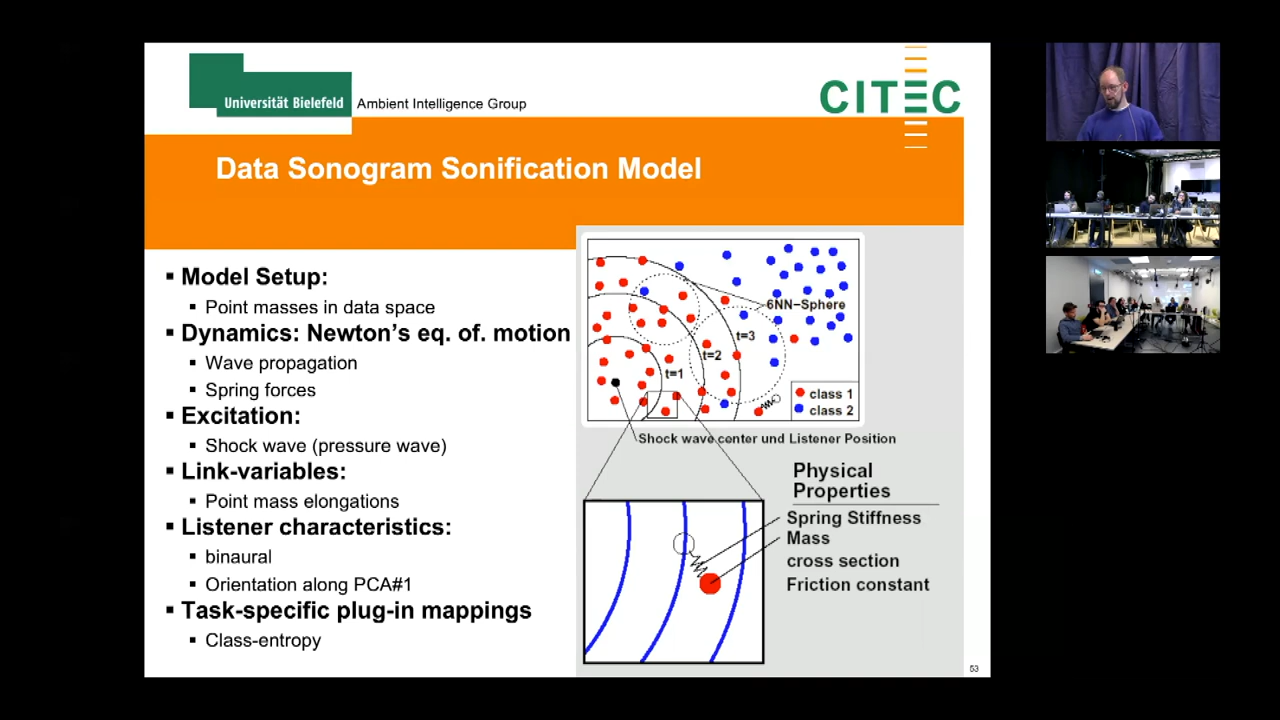 Universität Bielefeld
Ambient Intelligence Group
CITEC
Data Sonogram Sonification Model
▪ Model Setup:
▪ Point masses in data space
▪ Dynamics: Newton's eq. of. motion
▪ Wave propagation
▪ Spring forces
▪ Excitation:
▪ Shock wave (pressure wave)
▪ Link-variables:
▪ Point mass elongations
▪ Listener characteristics:
▪ binaural
▪ Orientation along PCA#1
▪ Task-specific plug-in mappings
▪ Class-entropy
6NN-Sphere
t=3
t=2
t=1
class 1
class 2
Shock wave center und Listener Position
Physical
Properties
Spring Stiffness
Mass
cross section
Friction constant
53